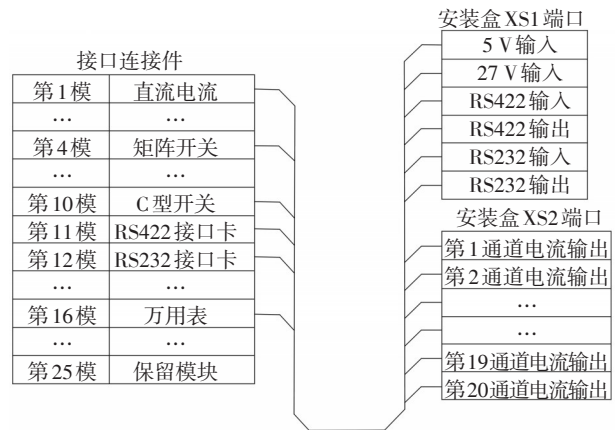 接口连接件
第1模 直流电流
… …
第4模 矩阵开关
… …
第10模 C型开关
第11模 RS422接口卡
第12模 RS232接口卡
… …
第16模 万用表
… …
第25模 保留模块
安装盒XS1端口
5 V输入
27 V输入
RS422输入
RS422输出
RS232输入
RS232输出
安装盒XS2端口
第1通道电流输出
第2通道电流输出
…
…
第19通道电流输出
第20通道电流输出